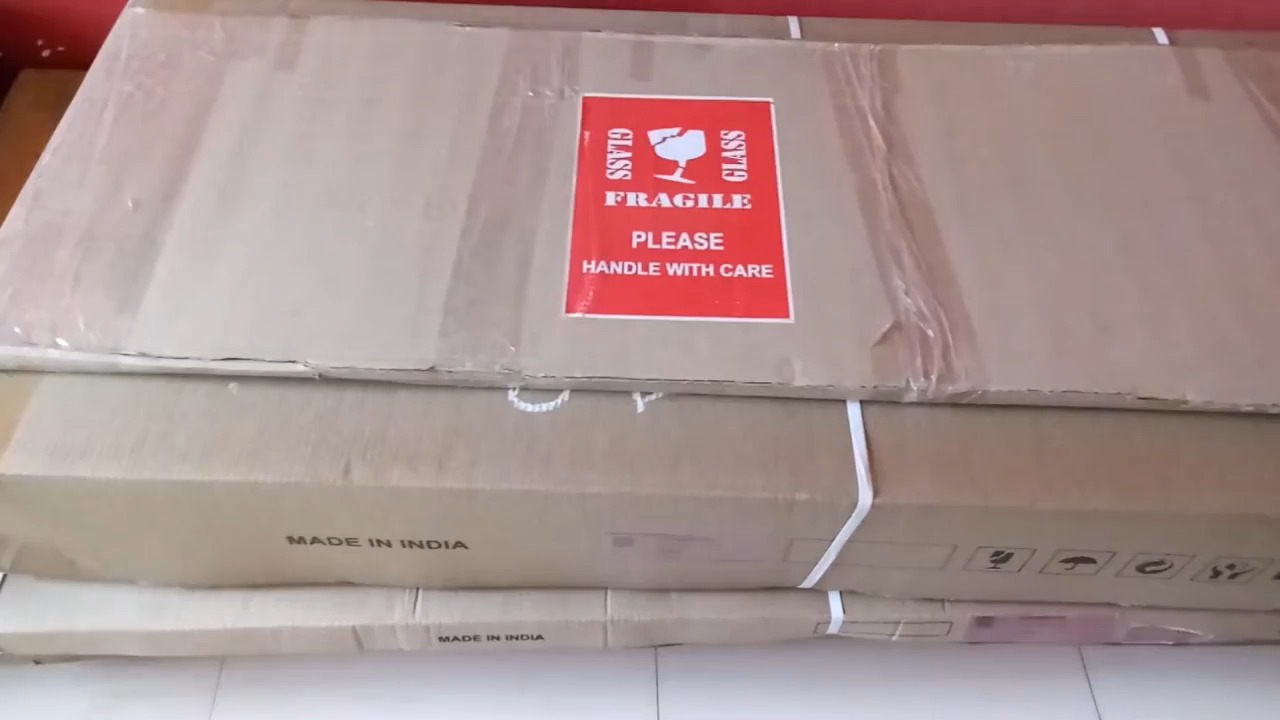 GLASS
GLASS
FRAGILE
PLEASE
HANDLE WITH CARE
MADE IN INDIA
MADE IN INDIA